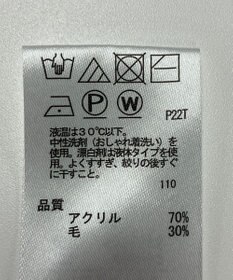 P
W
P22T
液温は30℃以下。
中性洗剤(おしゃれ着洗い)を
使用。漂白剤は液体タイプを使
用。よくすすぎ、絞りの後すぐ
に干すこと。
110
品質
アクリル 70%
毛 30%